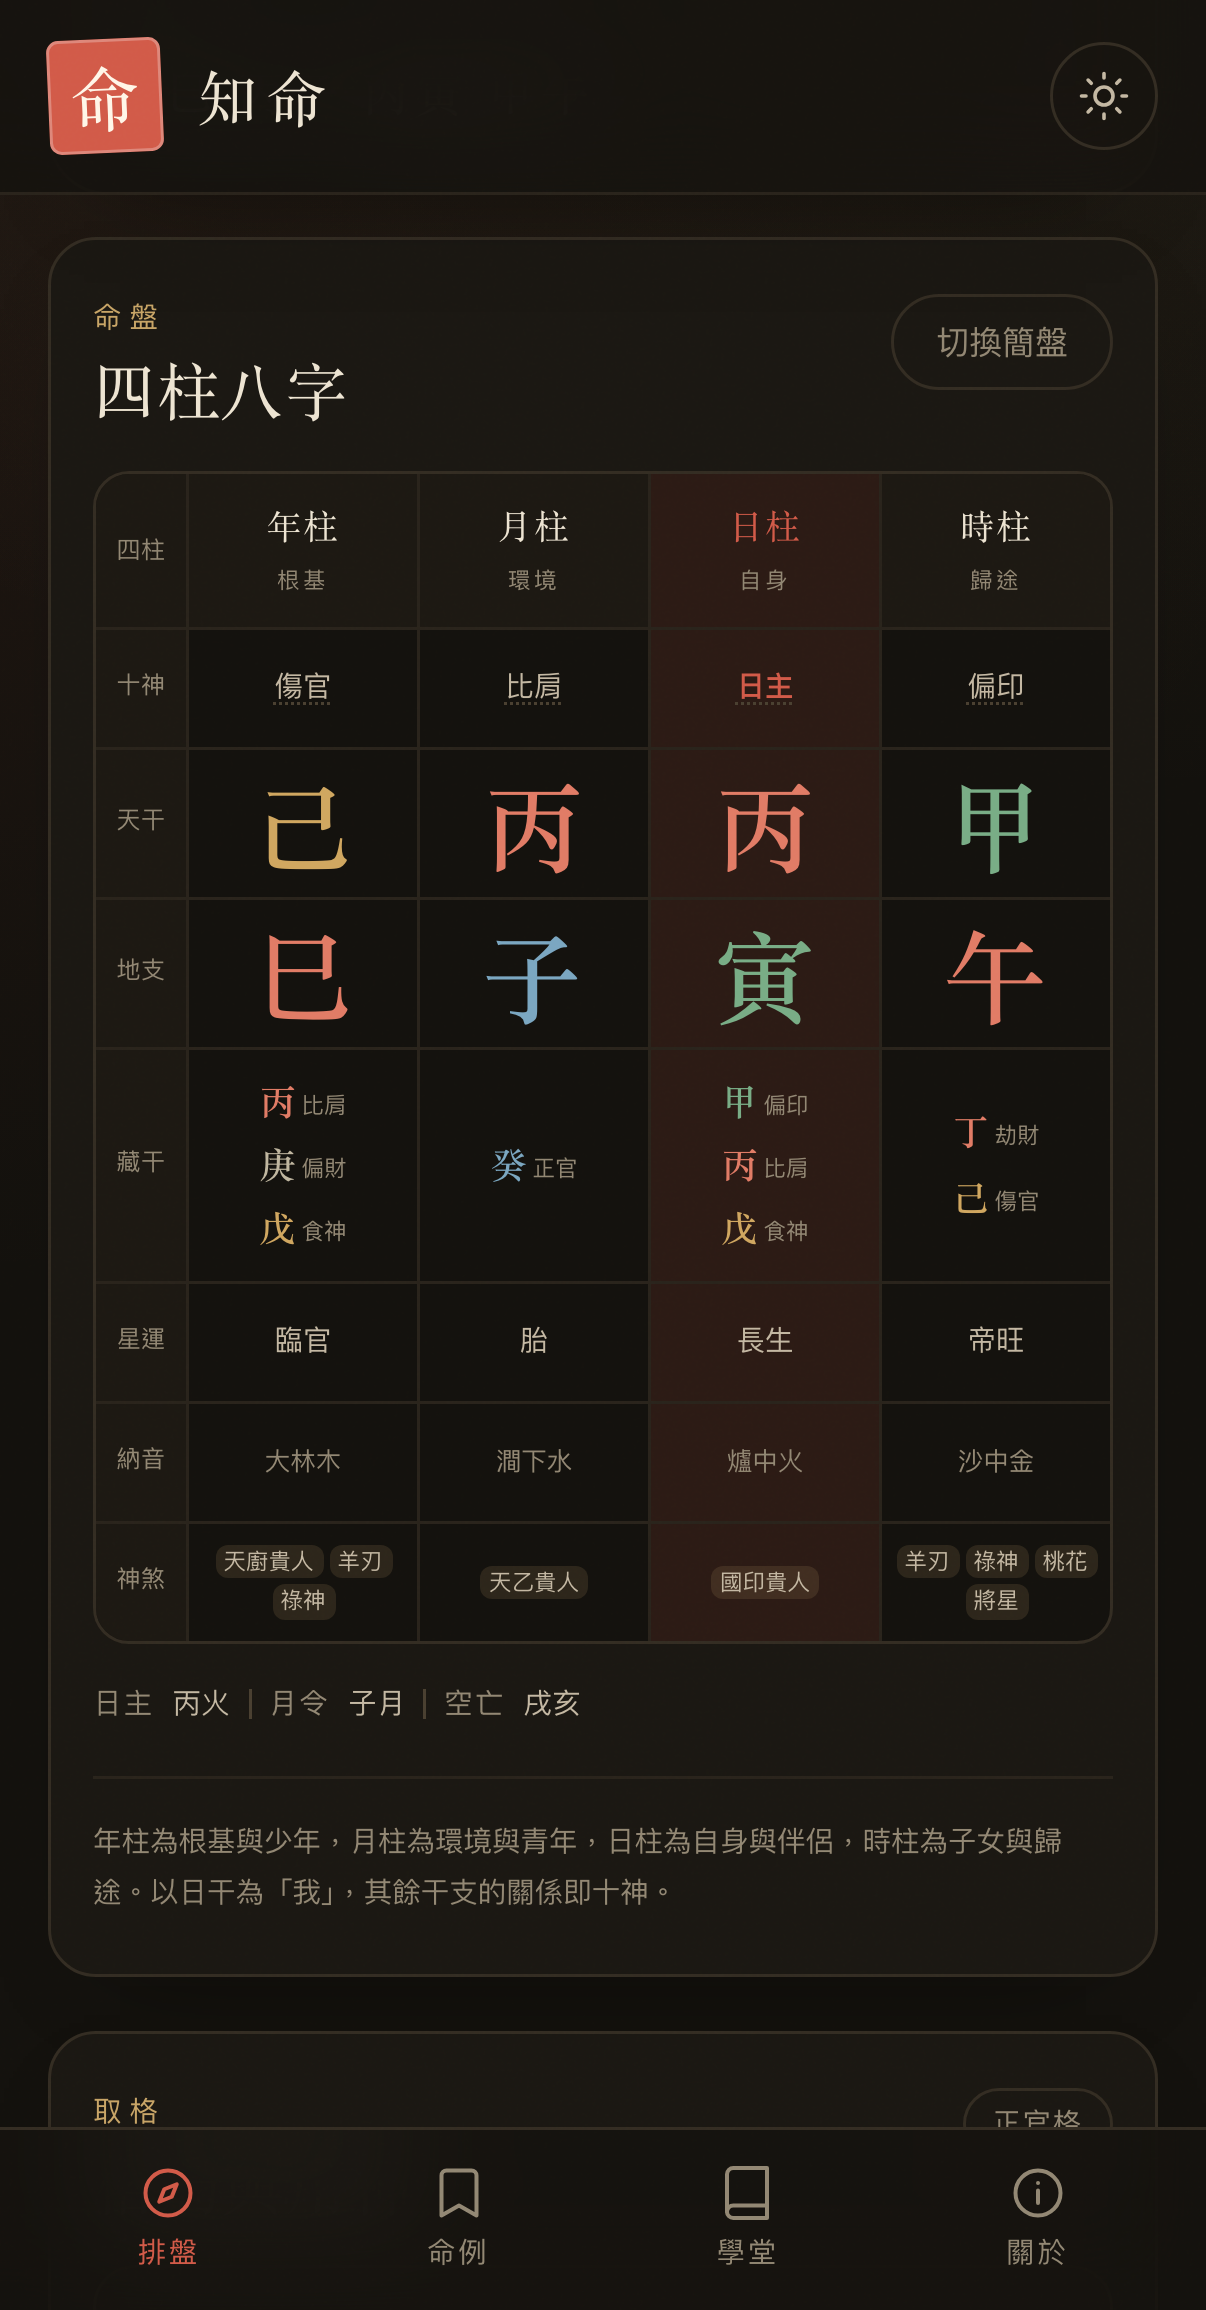 命 知命
命盤
切換簡盤
四柱八字
四柱 年柱 月柱 日柱 時柱
根基 環境 自身 歸途
十神 傷官 比肩 日主 偏印
天干 己 丙 丙 甲
地支 巳 子 寅 午
藏干 丙 比肩 庚 偏財 戊 食神 癸 正官 甲 偏印 丙 比肩 戊 食神 丁 劫財 己 傷官
星運 臨官 胎 長生 帝旺
納音 大林木 澗下水 爐中火 沙中金
神煞 天廚貴人 羊刃 祿神 天乙貴人 國印貴人 羊刃 祿神 桃花 將星
日主 丙火 | 月令 子月 | 空亡 戌亥
年柱為根基與少年，月柱為環境與青年，日柱為自身與伴侶，時柱為子女與歸
途。以日干為「我」，其餘干支的關係即十神。
取格 正官格
排盤 命例 學堂 關於